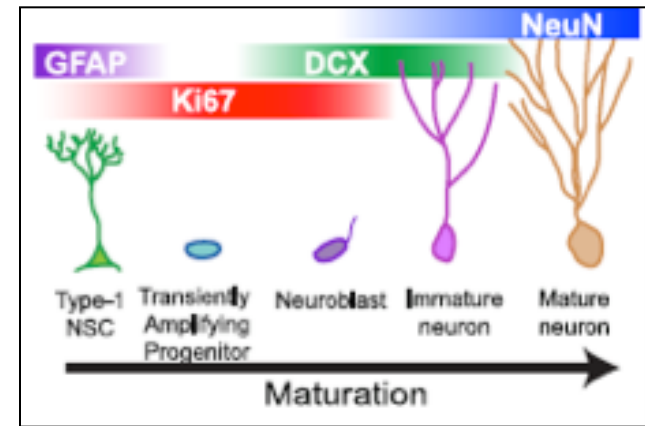 NeuN
GFAP
DCX
Ki67
Type-1
NSC
Transiently
Amplifying
Progenitor
Neuroblast
Immature
neuron
Mature
neuron
Maturation